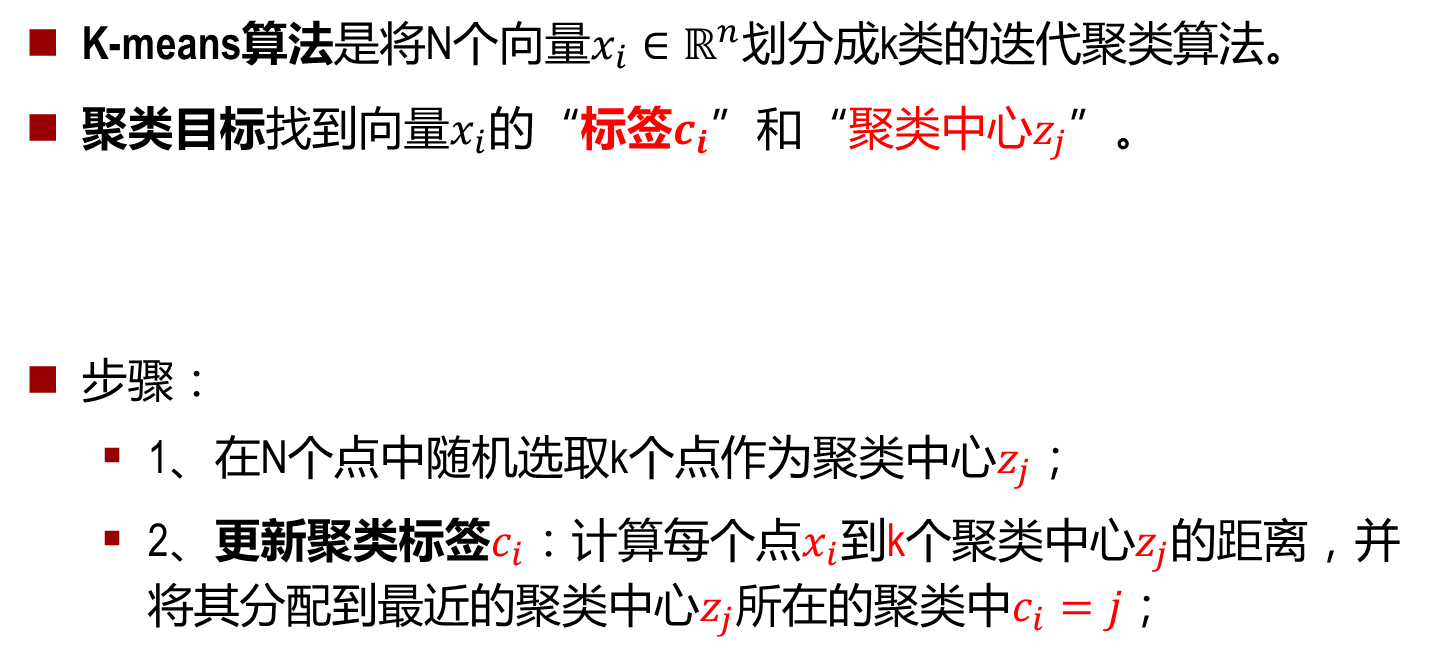 K-means算法是将N个向量𝑥ᵢ ∈ ℝⁿ划分成k类的迭代聚类算法。
聚类目标找到向量𝑥ᵢ的“标签𝒄ᵢ”和“聚类中心𝑧ⱼ”。
步骤：
1、在N个点中随机选取k个点作为聚类中心𝑧ⱼ；
2、更新聚类标签𝑐ᵢ：计算每个点𝑥ᵢ到k个聚类中心𝑧ⱼ的距离，并
将其分配到最近的聚类中心𝑧ⱼ所在的聚类中𝑐ᵢ = 𝑗；